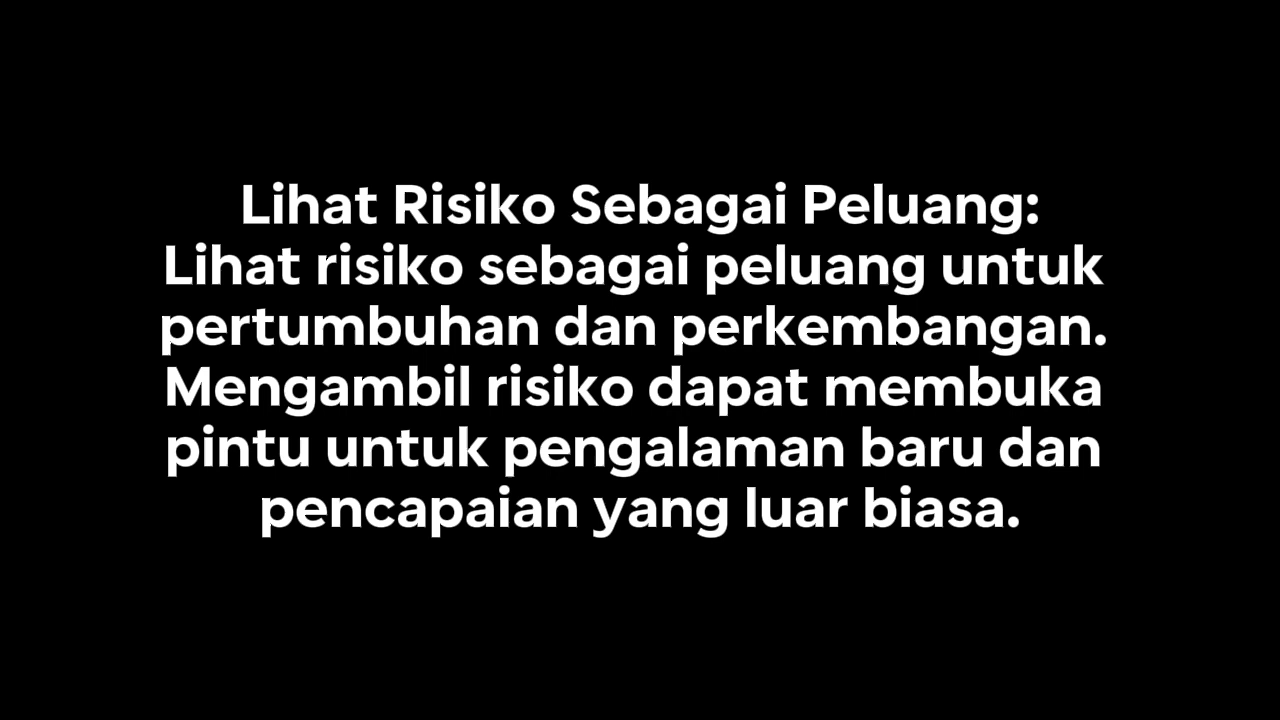 Lihat Risiko Sebagai Peluang:
Lihat risiko sebagai peluang untuk
pertumbuhan dan perkembangan.
Mengambil risiko dapat membuka
pintu untuk pengalaman baru dan
pencapaian yang luar biasa.